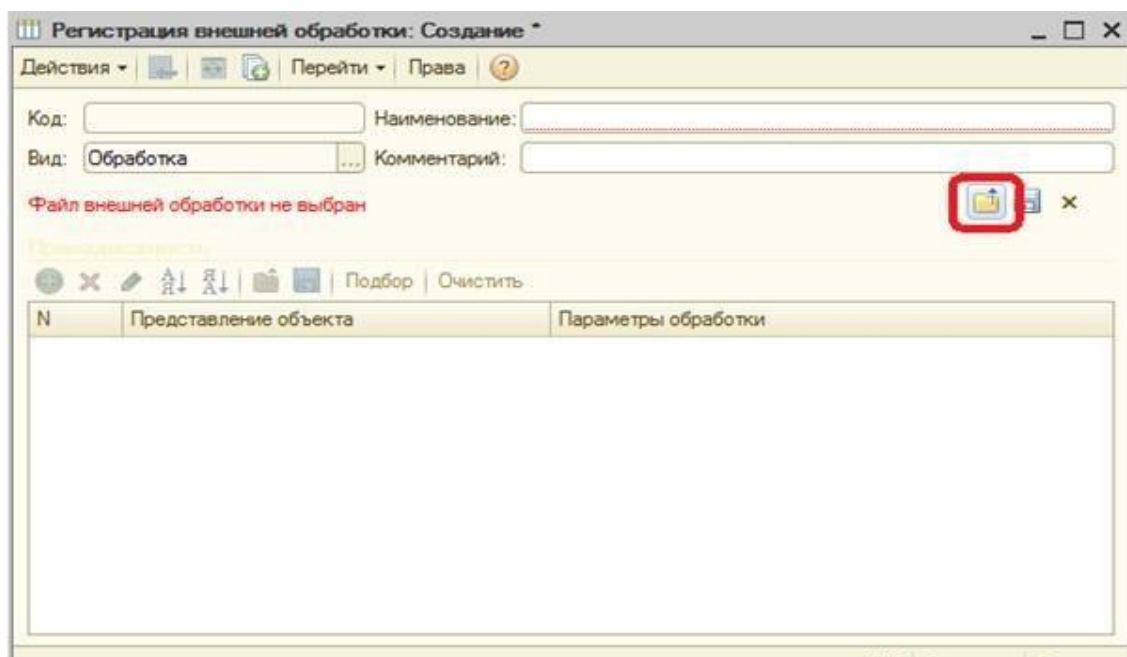 Регистрация внешней обработки: Создание *
Действия Перейти Права
Код: Наименование:
Вид: Обработка ... Комментарий:
Файл внешней обработки не выбран
Подбор Очистить
N Представление объекта Параметры обработки